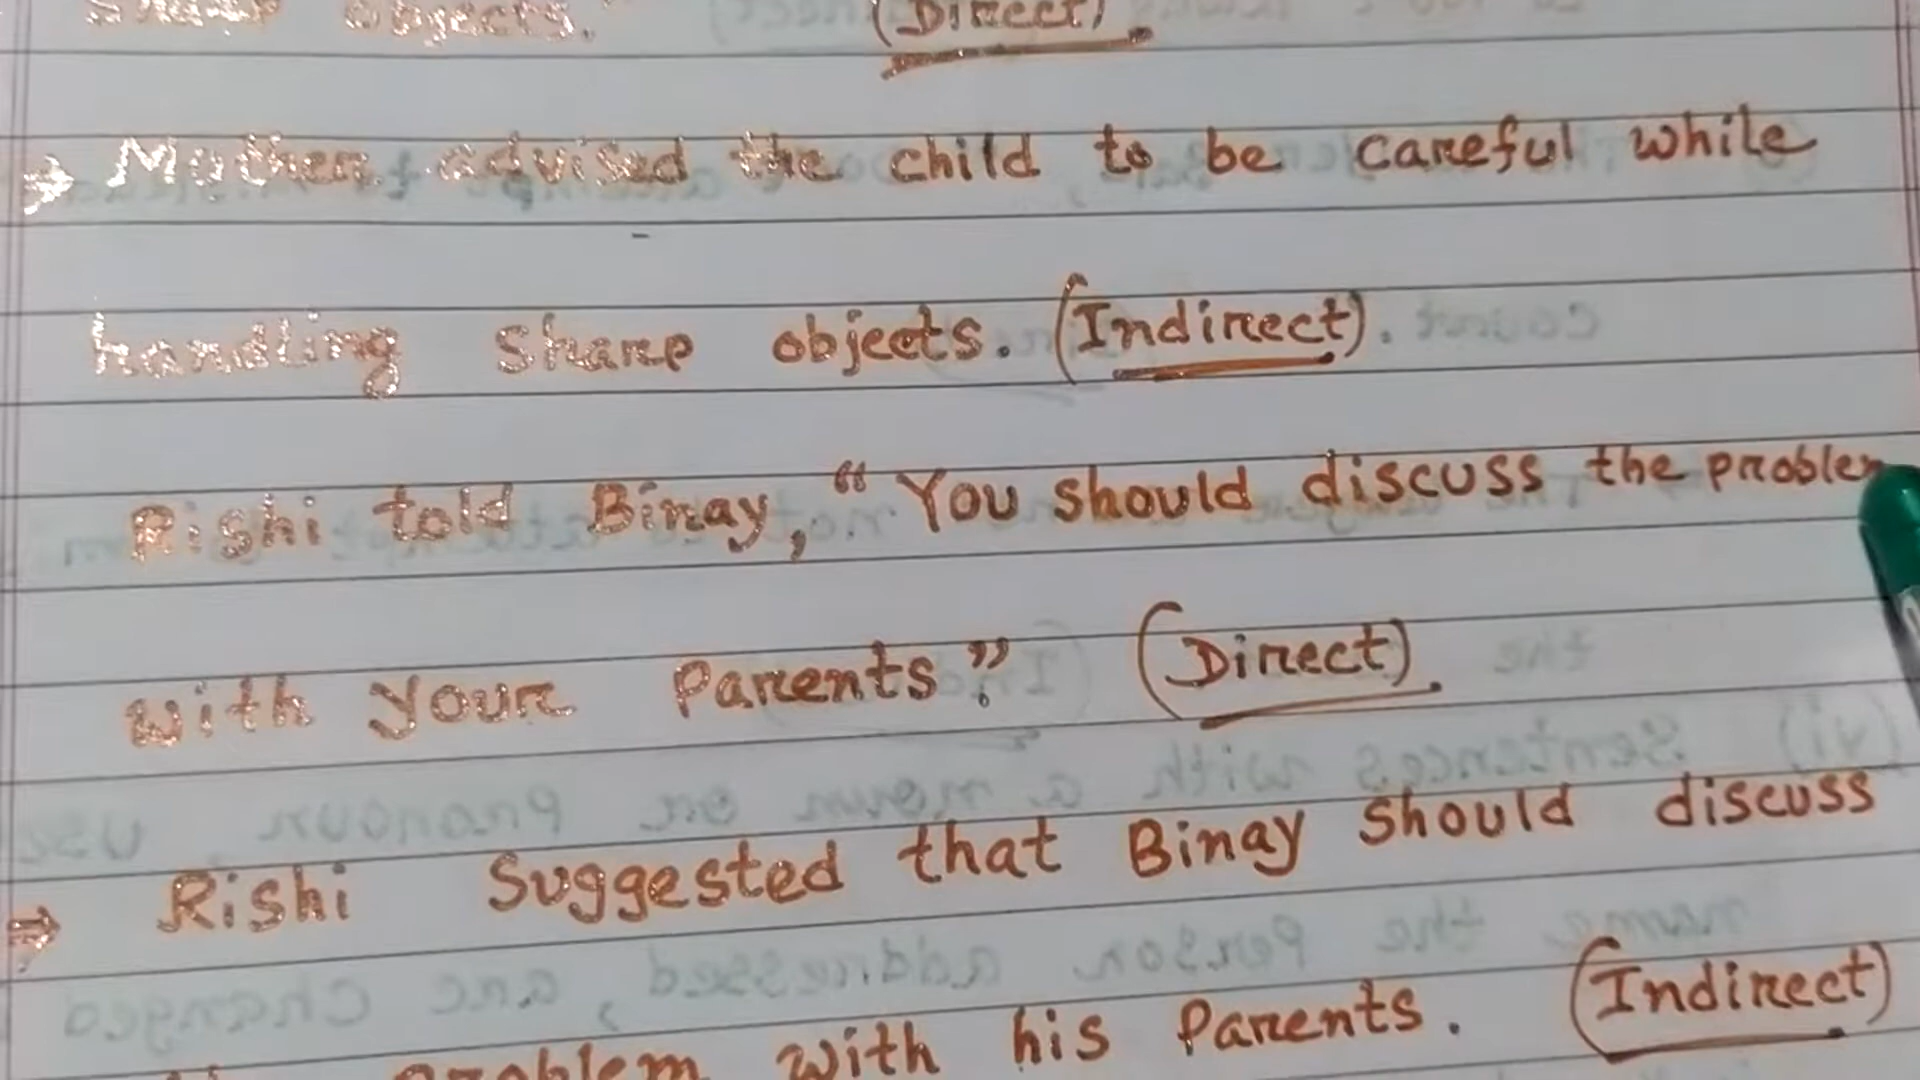 objects." (Direct)
→ Mother advised the child to be careful while
handling sharp objects. (Indirect).
Rishi told Binay, "You should discuss the problem
with your Parents." (Direct).
⇒ Rishi Suggested that Binay should discuss
problem with his Parents. (Indirect)